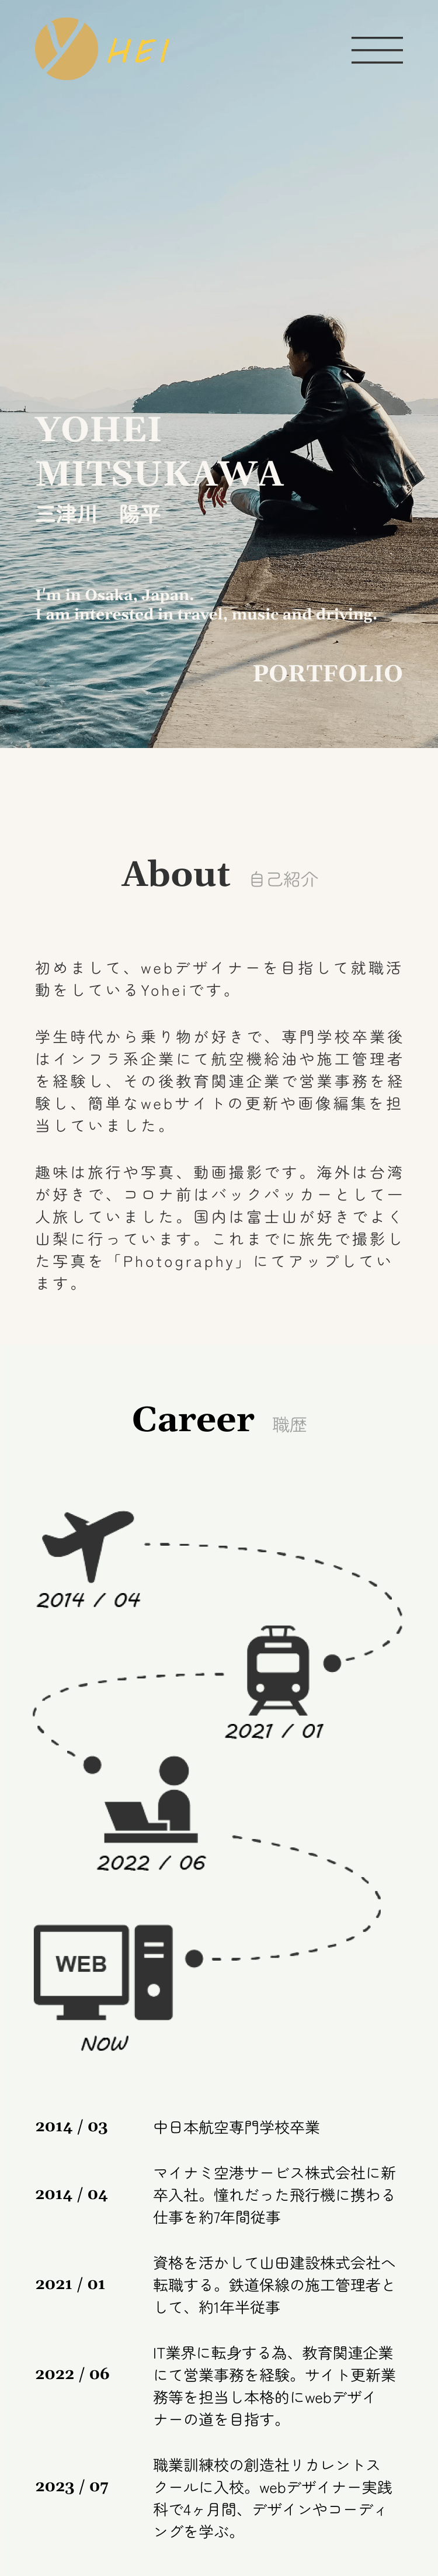 HEI
YOHEI
MITSUKAWA
三津川 陽平
I'm in Osaka, Japan.
I am interested in travel, music and driving.
PORTFOLIO
About 自己紹介
初めまして、webデザイナーを目指して就職活
動をしているYoheiです。
学生時代から乗り物が好きで、専門学校卒業後
はインフラ系企業にて航空機給油や施工管理者
を経験し、その後教育関連企業で営業事務を経
験し、簡単なwebサイトの更新や画像編集を担
当していました。
趣味は旅行や写真、動画撮影です。海外は台湾
が好きで、コロナ前はバックパッカーとして一
人旅していました。国内は富士山が好きでよく
山梨に行っています。これまでに旅先で撮影し
た写真を「Photography」にてアップしてい
ます。
Career 職歴
2014 / 04
2021 / 01
2022 / 06
WEB
NOW
2014 / 03 中日本航空専門学校卒業
マイナミ空港サービス株式会社に新
2014 / 04 卒入社。憧れだった飛行機に携わる
仕事を約7年間従事
資格を活かして山田建設株式会社へ
2021 / 01 転職する。鉄道保線の施工管理者と
して、約1年半従事
IT業界に転身する為、教育関連企業
2022 / 06 にて営業事務を経験。サイト更新業
務等を担当し本格的にwebデザイ
ナーの道を目指す。
職業訓練校の創造社リカレントス
2023 / 07 クールに入校。webデザイナー実践
科で4ヶ月間、デザインやコーディ
ングを学ぶ。